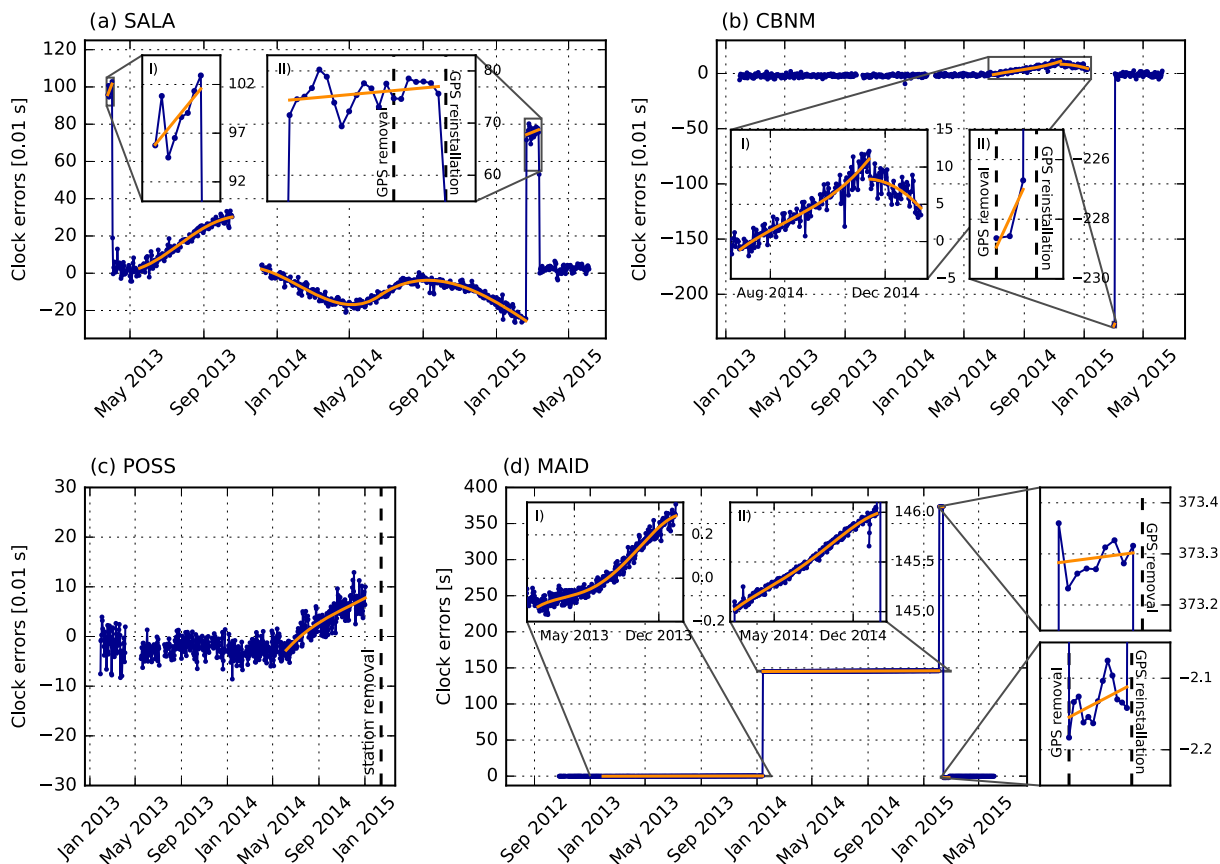 (a) SALA
Clock errors [0.01 s]
120
100
80
60
40
20
0
−20
I)
102
97
92
II)
80
70
60
GPS removal
GPS reinstallation
May 2013
Sep 2013
Jan 2014
May 2014
Sep 2014
Jan 2015
May 2015
(b) CBNM
Clock errors [0.01 s]
0
−50
−100
−150
−200
I)
15
10
5
0
−5
Aug 2014
Dec 2014
II)
GPS removal
GPS reinstallation
−226
−228
−230
Jan 2013
May 2013
Sep 2013
Jan 2014
May 2014
Sep 2014
Jan 2015
May 2015
(c) POSS
Clock errors [0.01 s]
30
20
10
0
−10
−20
−30
station removal
Jan 2013
May 2013
Sep 2013
Jan 2014
May 2014
Sep 2014
Jan 2015
(d) MAID
Clock errors [s]
400
350
300
250
200
150
100
50
0
I)
0.2
0.0
−0.2
May 2013
Dec 2013
II)
146.0
145.5
145.0
May 2014
Dec 2014
373.4
373.3
373.2
GPS removal
−2.1
−2.2
GPS removal
GPS reinstallation
Sep 2012
Jan 2013
May 2013
Sep 2013
Jan 2014
May 2014
Sep 2014
Jan 2015
May 2015